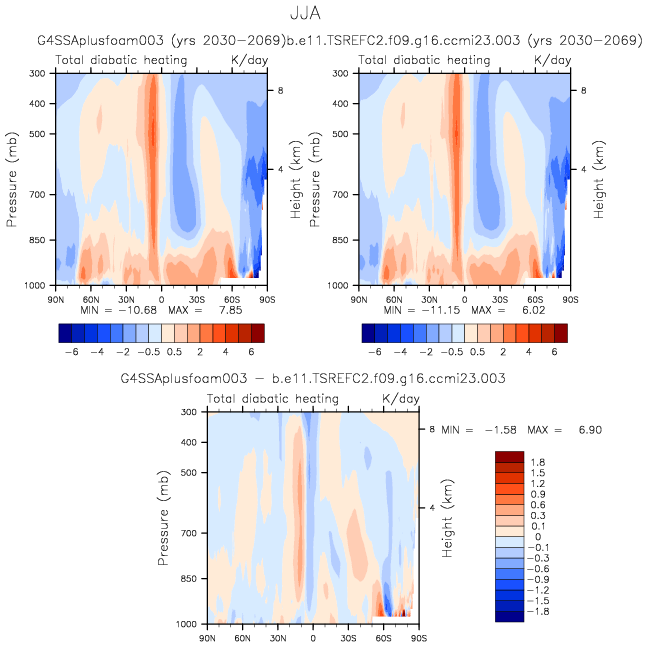 JJA
G4SSAplusfoam003 (yrs 2030-2069)b.e11.TSREFC2.f09.g16.ccmi23.003 (yrs 2030-2069)
Total diabatic heating K/day Total diabatic heating K/day
300 400 500 700 850 1000
Pressure (mb)
8 4
Height (km)
90N 60N 30N 0 30S 60S 90S
MIN = -10.68 MAX = 7.85
-6 -4 -2 -0.5 0.5 2 4 6
300 400 500 700 850 1000
Pressure (mb)
8 4
Height (km)
90N 60N 30N 0 30S 60S 90S
MIN = -11.15 MAX = 6.02
-6 -4 -2 -0.5 0.5 2 4 6
G4SSAplusfoam003 - b.e11.TSREFC2.f09.g16.ccmi23.003
Total diabatic heating K/day
300 400 500 700 850 1000
Pressure (mb)
8 4
Height (km)
90N 60N 30N 0 30S 60S 90S
MIN = -1.58 MAX = 6.90
1.8
1.5
1.2
0.9
0.6
0.3
0.1
0
-0.1
-0.3
-0.6
-0.9
-1.2
-1.5
-1.8